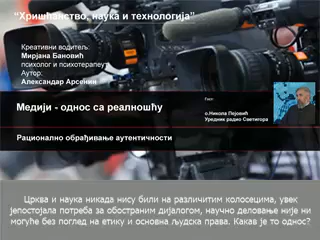 “Хришћанство, наука и технологија”
Креативни водитељ:
Мирјана Бановић
психолог и психотерапеут
Аутор:
Александар Арсенин
Медији - однос са реалношћу
Гост:
о.Никола Пејовић
Уредник радио Светигора
Рационално обрађивање аутентичности
Црква и наука никада нису били на различитим колосецима, увек
јепостојала потреба за обостраним дијалогом, научно деловање није ни
могуће без поглед на етику и основна људска права. Какав је то однос?